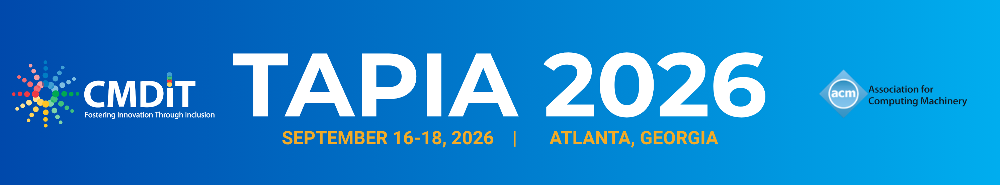 CMDiT
Fostering Innovation Through Inclusion
TAPIA 2026
SEPTEMBER 16-18, 2026 | ATLANTA, GEORGIA
acm
Association for
Computing Machinery